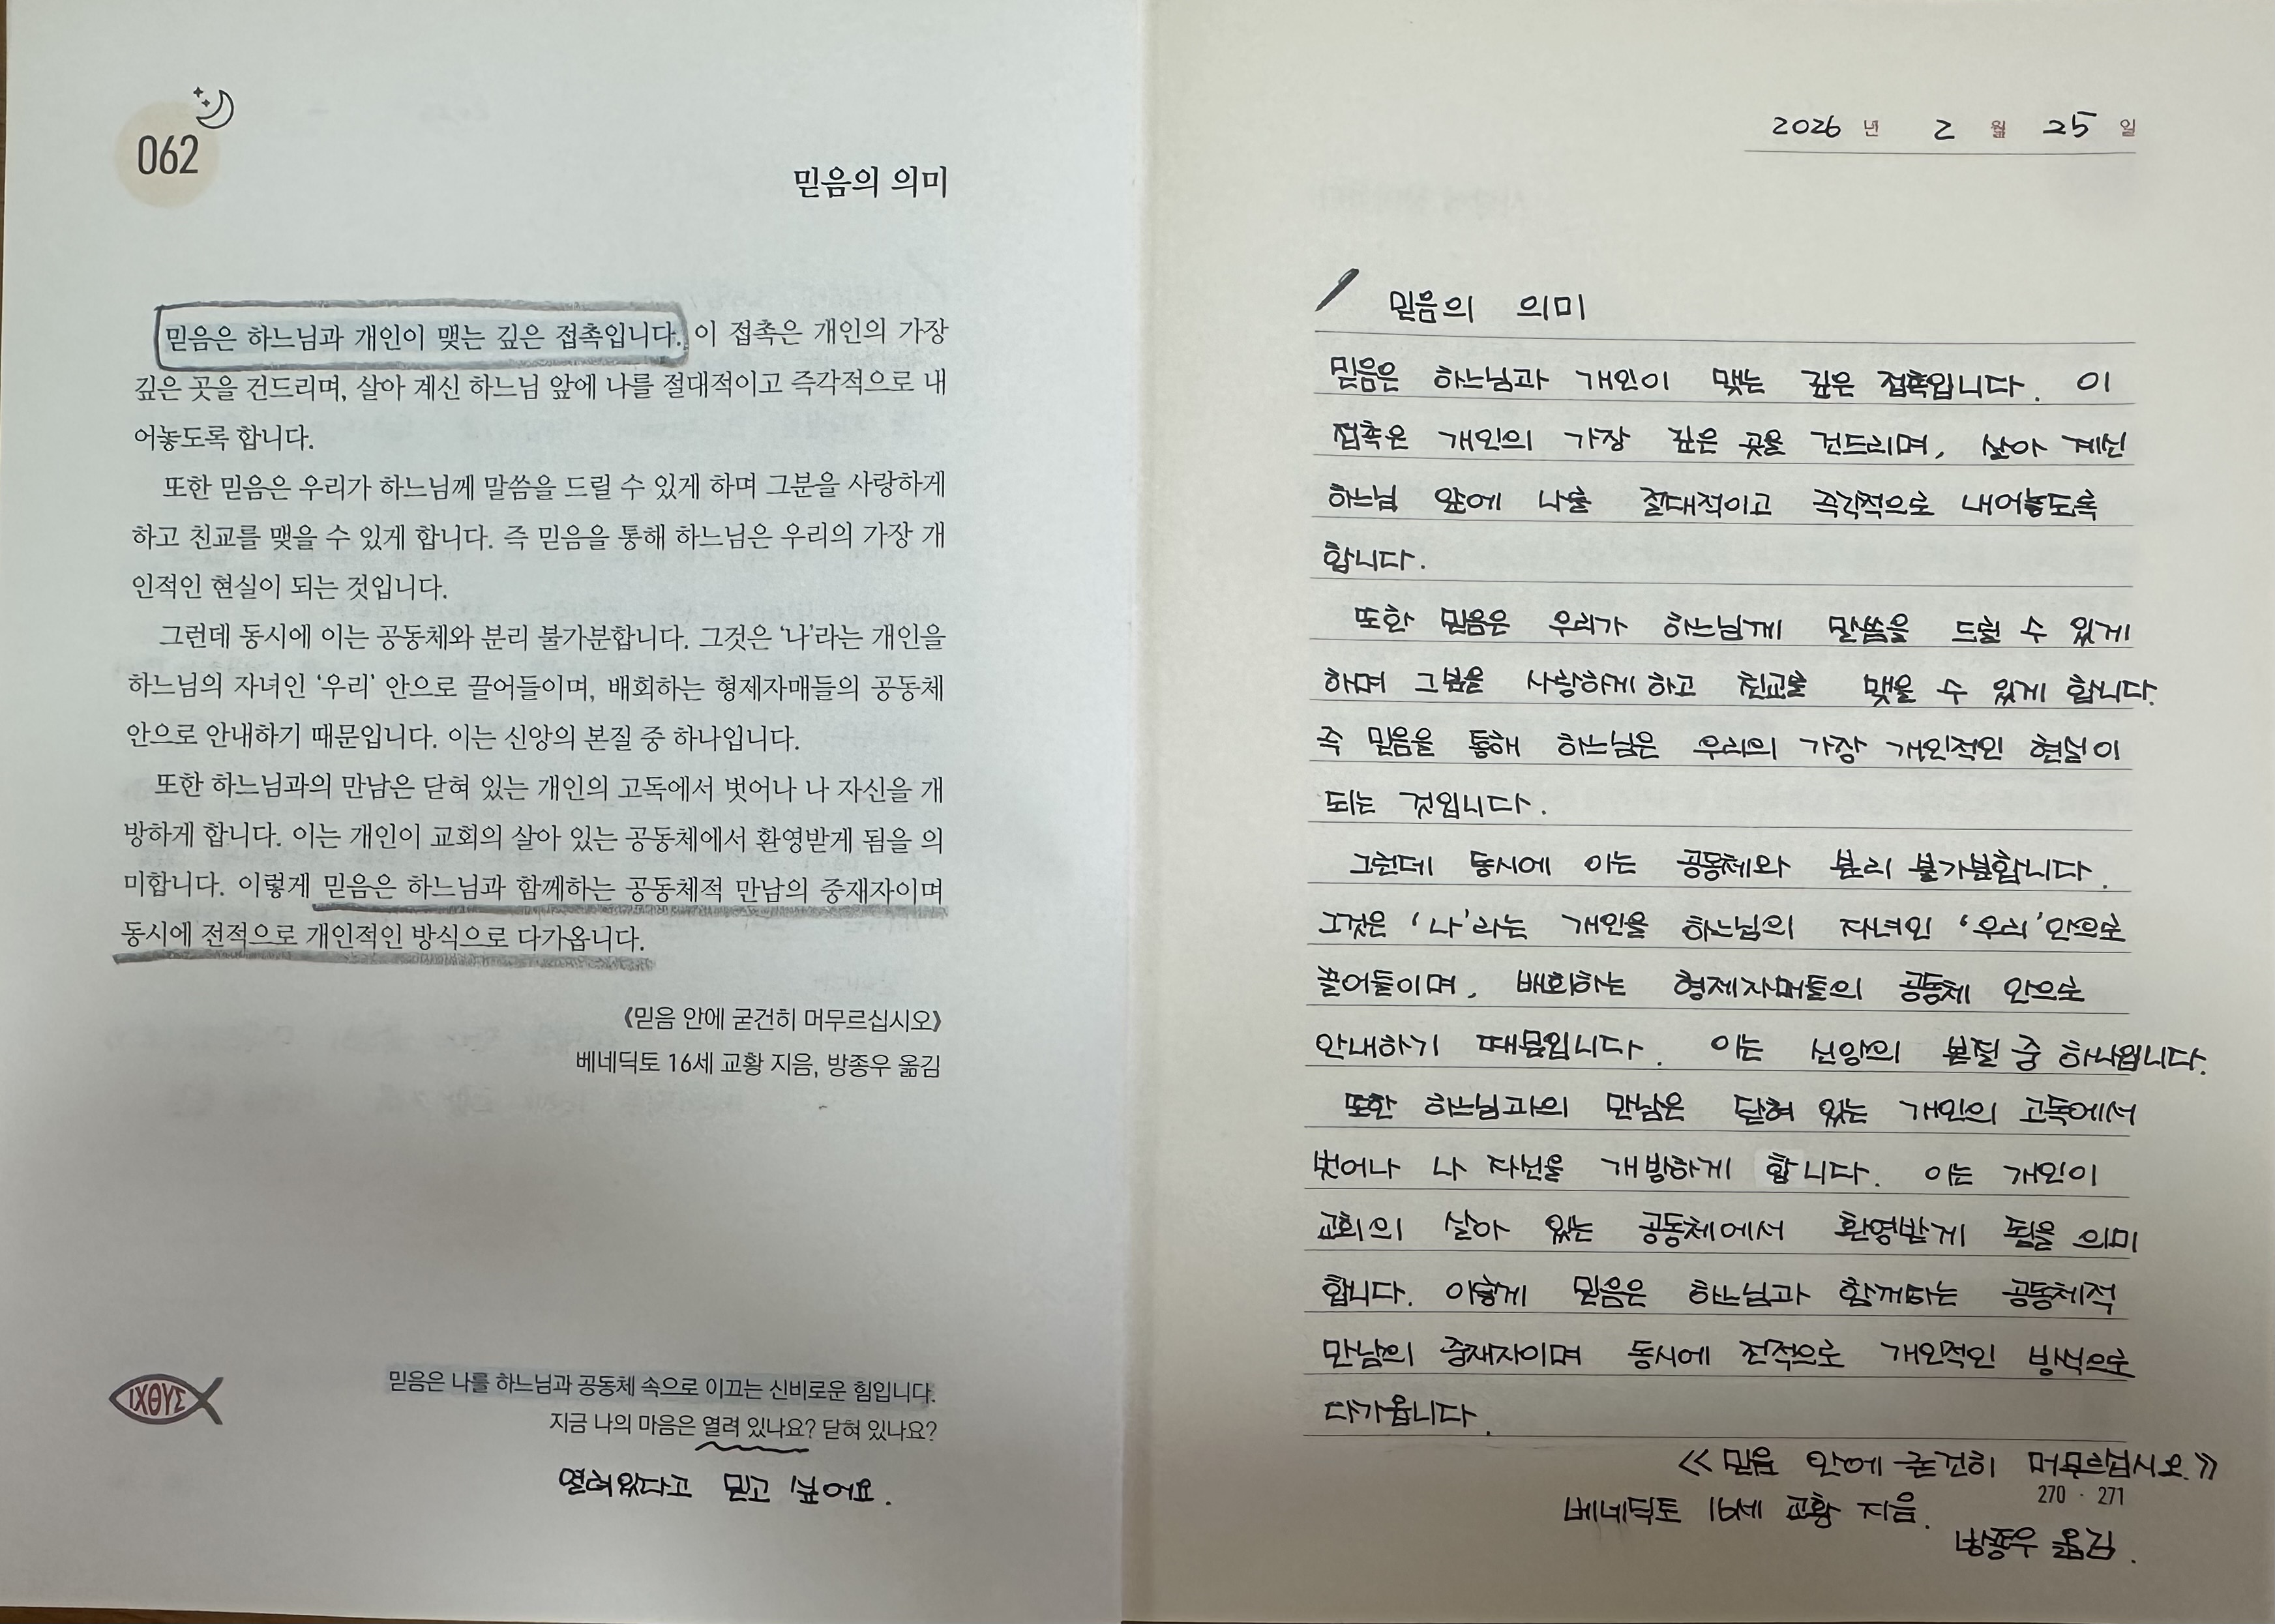 062
믿음의 의미
믿음은 하느님과 개인이 맺는 깊은 접촉입니다. 이 접촉은 개인의 가장
깊은 곳을 건드리며, 살아 계신 하느님 앞에 나를 절대적이고 즉각적으로 내
어놓도록 합니다.
또한 믿음은 우리가 하느님께 말씀을 드릴 수 있게 하며 그분을 사랑하게
하고 친교를 맺을 수 있게 합니다. 즉 믿음을 통해 하느님은 우리의 가장 개
인적인 현실이 되는 것입니다.
그런데 동시에 이는 공동체와 분리 불가분합니다. 그것은 ‘나’라는 개인을
하느님의 자녀인 ‘우리’ 안으로 끌어들이며, 배회하는 형제자매들의 공동체
안으로 안내하기 때문입니다. 이는 신앙의 본질 중 하나입니다.
또한 하느님과의 만남은 닫혀 있는 개인의 고독에서 벗어나 나 자신을 개
방하게 합니다. 이는 개인이 교회의 살아 있는 공동체에서 환영받게 됨을 의
미합니다. 이렇게 믿음은 하느님과 함께하는 공동체적 만남의 중재자이며
동시에 전적으로 개인적인 방식으로 다가옵니다.
《믿음 안에 굳건히 머무르십시오》
베네딕토 16세 교황 지음, 방종우 옮김
ΙΧΘΥΣ
믿음은 나를 하느님과 공동체 속으로 이끄는 신비로운 힘입니다.
지금 나의 마음은 열려 있나요? 닫혀 있나요?
열려있다고 믿고 싶어요.
2026 년 2 월 25 일
믿음의 의미
믿음은 하느님과 개인이 맺는 깊은 접촉입니다. 이
접촉은 개인의 가장 깊은 곳을 건드리며, 살아 계신
하느님 앞에 나를 절대적이고 즉각적으로 내어놓도록
합니다.
또한 믿음은 우리가 하느님께 말씀을 드릴 수 있게
하며 그분을 사랑하게 하고 친교를 맺을 수 있게 합니다.
즉 믿음을 통해 하느님은 우리의 가장 개인적인 현실이
되는 것입니다.
그런데 동시에 이는 공동체와 분리 불가분합니다.
그것은 ‘나’라는 개인을 하느님의 자녀인 ‘우리’ 안으로
끌어들이며, 배회하는 형제자매들의 공동체 안으로
안내하기 때문입니다. 이는 신앙의 본질 중 하나입니다.
또한 하느님과의 만남은 닫혀 있는 개인의 고독에서
벗어나 나 자신을 개방하게 합니다. 이는 개인이
교회의 살아 있는 공동체에서 환영받게 됨을 의미
합니다. 이렇게 믿음은 하느님과 함께하는 공동체적
만남의 중재자이며 동시에 전적으로 개인적인 방식으로
다가옵니다.
《믿음 안에 굳건히 머무르십시오.》
270 · 271
베네딕토 16세 교황 지음.
방종우 옮김.